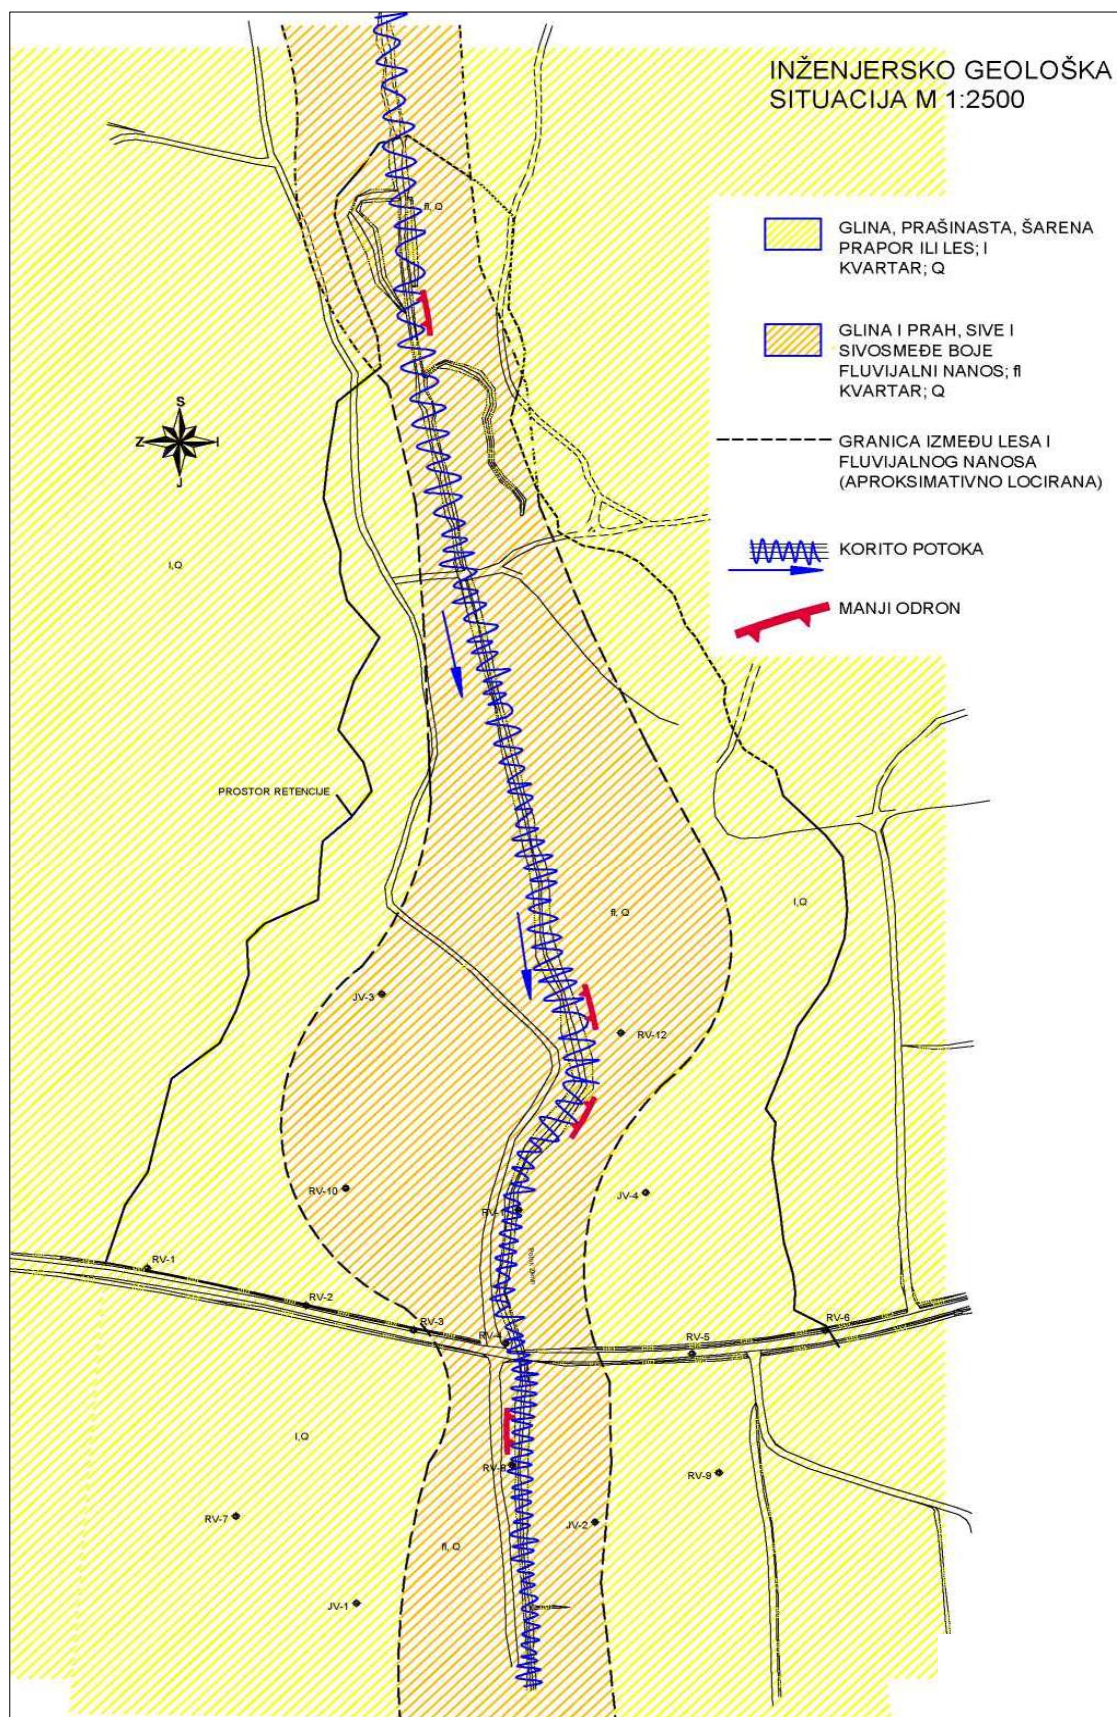 INŽENJERSKO GEOLOŠKA
SITUACIJA M 1:2500
fl, Q
GLINA, PRAŠINASTA, ŠARENA
PRAPOR ILI LES; l
KVARTAR; Q
GLINA I PRAH, SIVE I
SIVOSMEĐE BOJE
FLUVIJALNI NANOS; fl
KVARTAR; Q
S
Z I
J
GRANICA IZMEĐU LESA I
FLUVIJALNOG NANOSA
(APROKSIMATIVNO LOCIRANA)
KORITO POTOKA
l,Q
MANJI ODRON
PROSTOR RETENCIJE
l,Q
fl, Q
JV-3
RV-12
RV-10
JV-4
RV-1
RV-2
RV-3
RV-4
RV-5
RV-6
l,Q
RV-8
RV-9
RV-7
JV-2
fl, Q
JV-1